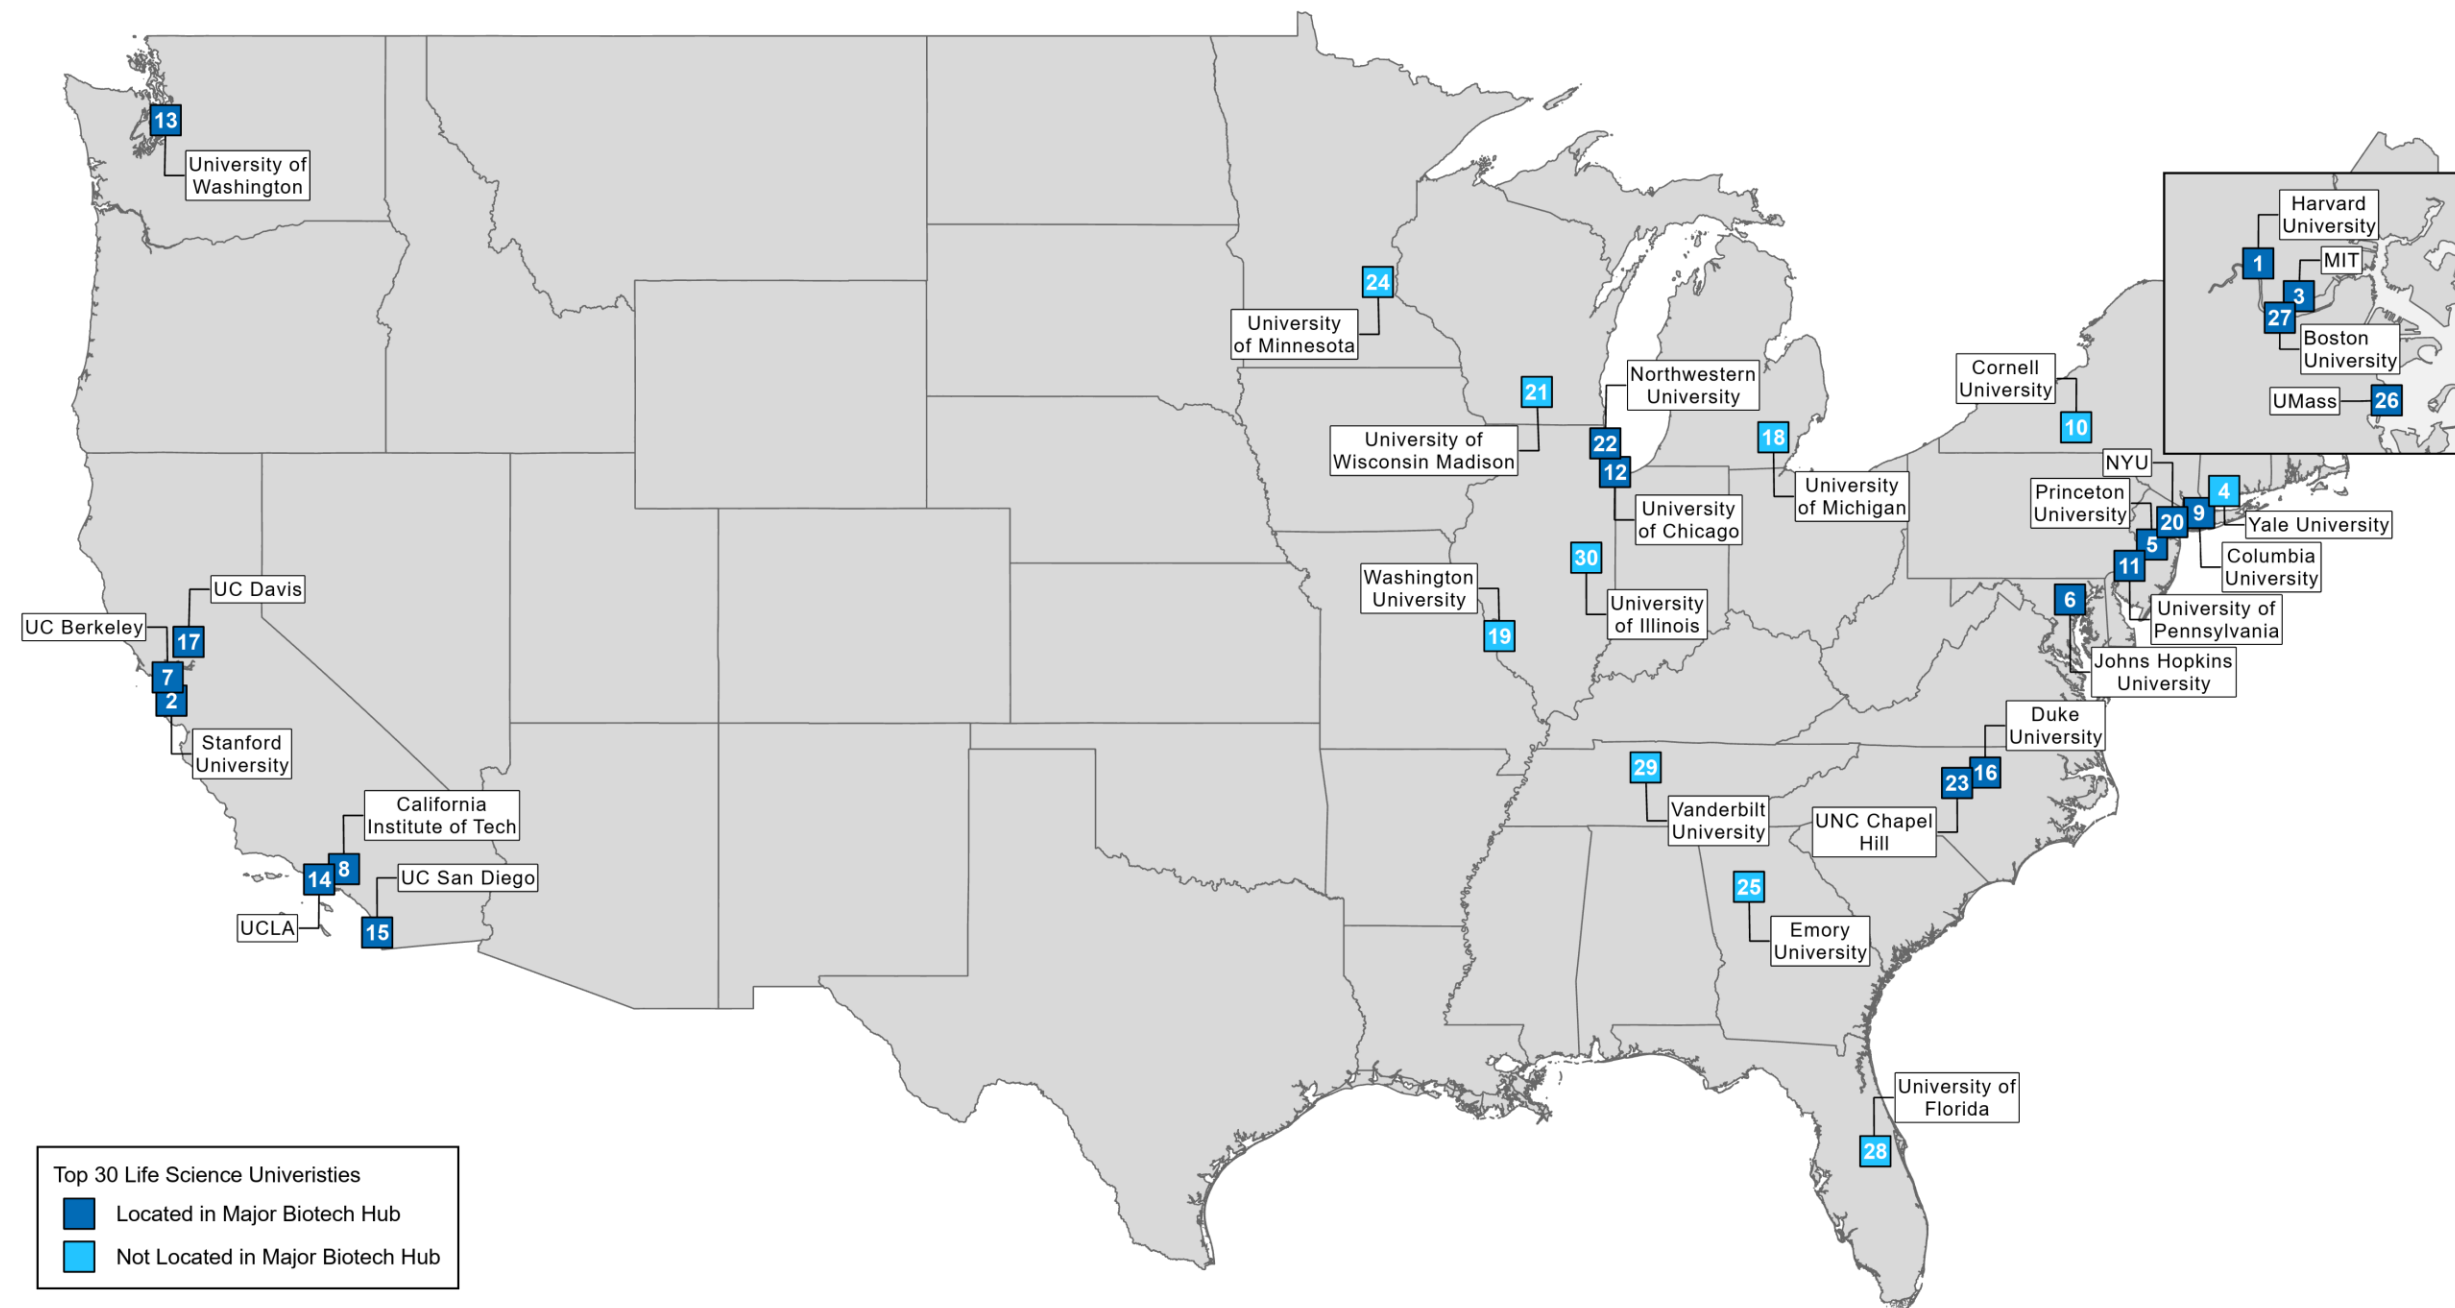 13
University of
Washington
Harvard
University
1
MIT
3
27
Boston
University
UMass
26
24
University
of Minnesota
Northwestern
University
21
University of
Wisconsin Madison
22
12
18
University
of Chicago
University
of Michigan
Cornell
University
10
NYU
4
Princeton
University
9
20
Yale University
5
Columbia
University
11
6
University of
Pennsylvania
Johns Hopkins
University
30
Washington
University
University
of Illinois
19
UC Davis
UC Berkeley
17
7
2
Stanford
University
Duke
University
16
23
29
Vanderbilt
University
UNC Chapel
Hill
California
Institute of Tech
8
14
UC San Diego
UCLA
15
25
Emory
University
University of
Florida
28
Top 30 Life Science Univeristies
Located in Major Biotech Hub
Not Located in Major Biotech Hub